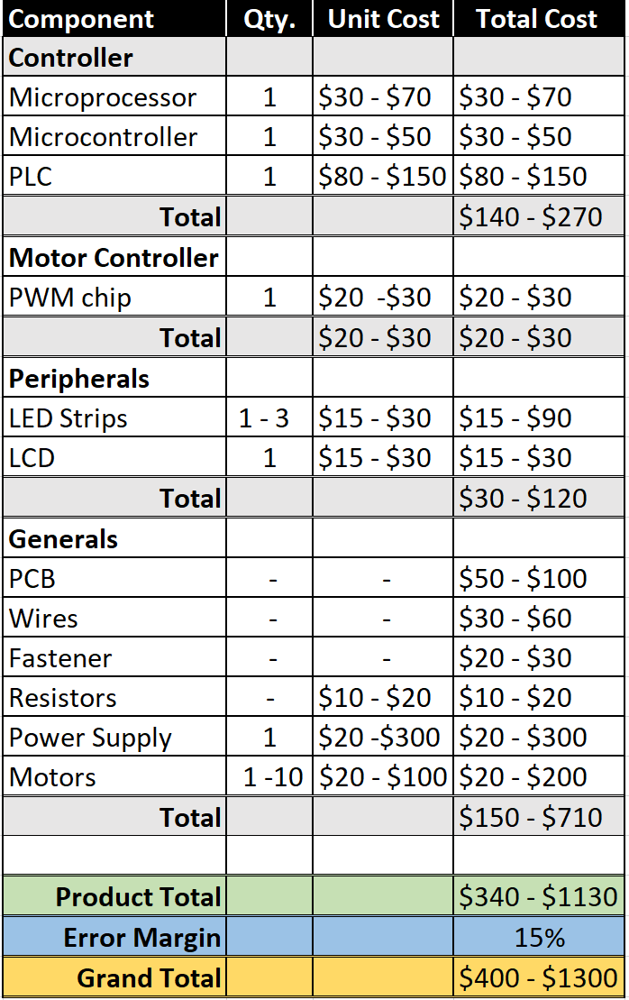 Component Qty. Unit Cost Total Cost
Controller
Microprocessor 1 $30 - $70 $30 - $70
Microcontroller 1 $30 - $50 $30 - $50
PLC 1 $80 - $150 $80 - $150
Total $140 - $270
Motor Controller
PWM chip 1 $20 -$30 $20 - $30
Total $20 - $30 $20 - $30
Peripherals
LED Strips 1 - 3 $15 - $30 $15 - $90
LCD 1 $15 - $30 $15 - $30
Total $30 - $120
Generals
PCB - - $50 - $100
Wires - - $30 - $60
Fastener - - $20 - $30
Resistors - $10 - $20 $10 - $20
Power Supply 1 $20 -$300 $20 - $300
Motors 1 -10 $20 - $100 $20 - $200
Total $150 - $710
Product Total $340 - $1130
Error Margin 15%
Grand Total $400 - $1300